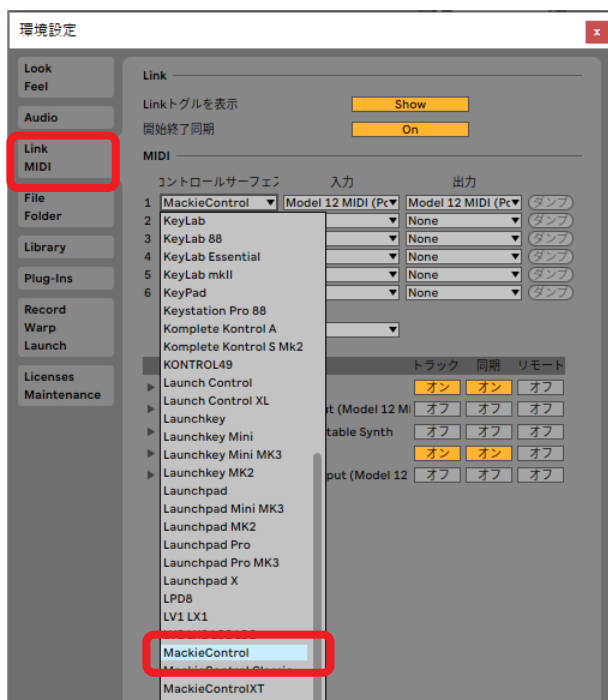 環境設定
x
Look
Feel
Audio
Link
MIDI
File
Folder
Library
Plug-Ins
Record
Warp
Launch
Licenses
Maintenance
Link
Linkトグルを表示 Show
開始終了同期 On
MIDI
コントロールサーフェス 入力 出力
1 MackieControl Model 12 MIDI (Po Model 12 MIDI (Po ダンプ
2 None ダンプ
3 None ダンプ
4 None ダンプ
5 None ダンプ
6 None ダンプ
KeyLab
KeyLab 88
KeyLab Essential
KeyLab mkII
KeyPad
Keystation Pro 88
Komplete Kontrol A
Komplete Kontrol S Mk2
KONTROL49
Launch Control
Launch Control XL
Launchkey
Launchkey Mini
Launchkey Mini MK3
Launchkey MK2
Launchpad
Launchpad Mini MK3
Launchpad MK2
Launchpad Pro
Launchpad Pro MK3
Launchpad X
LPD8
LV1 LX1
MackieControl
MackieControl Classic
MackieControlXT
トラック 同期 リモート
オン オン オフ
t (Model 12 MI オフ オフ オフ
table Synth オフ オフ オフ
オン オン オフ
put (Model 12 オフ オフ オフ